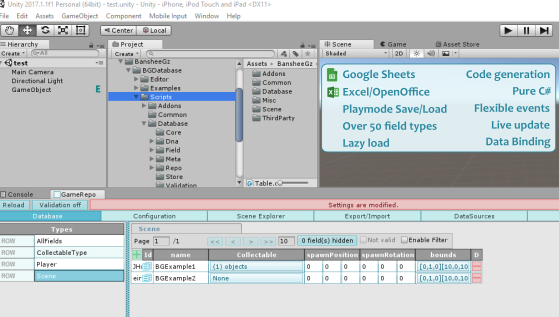 Unity 2017.1.1f1 Personal (64bit) - test.unity - Unity - iPhone, iPod Touch and iPad <DX11>
File Edit Assets GameObject Component Mobile Input Window Help
Center Local
Hierarchy
Create All
test
Main Camera
Directional Light
GameObject E
Project
Create
BansheeGz
BGDatabase
Editor
Examples
Scripts
Addons
Common
Database
Core
Dna
Field
Meta
Repo
Store
Validation
Assets BansheeGz
Addons
Common
Database
Misc
Scene
ThirdParty
Table.c
Scene Game Asset Store
Shaded 2D
Google Sheets Code generation
Excel/OpenOffice Pure C#
Playmode Save/Load Flexible events
Over 50 field types Live update
Lazy load Data Binding
Console GameRepo
Reload Validation off Settings are modified.
Database Configuration Scene Explorer Export/Import DataSources
Types
ROW AllFields
ROW CollectableType
ROW Player
ROW Scene
Scene
Page 1 /1 << < > >> 10 0 field(s) hidden Not valid Enable Filter
Id name Collectable spawnPosition spawnRotation bounds D
BGExample1 (1) objects 0 0 0 0 0 0 [0,1,0][10,0,10
BGExample2 None 0 0 0 0 0 0 [0,1,0][10,0,10